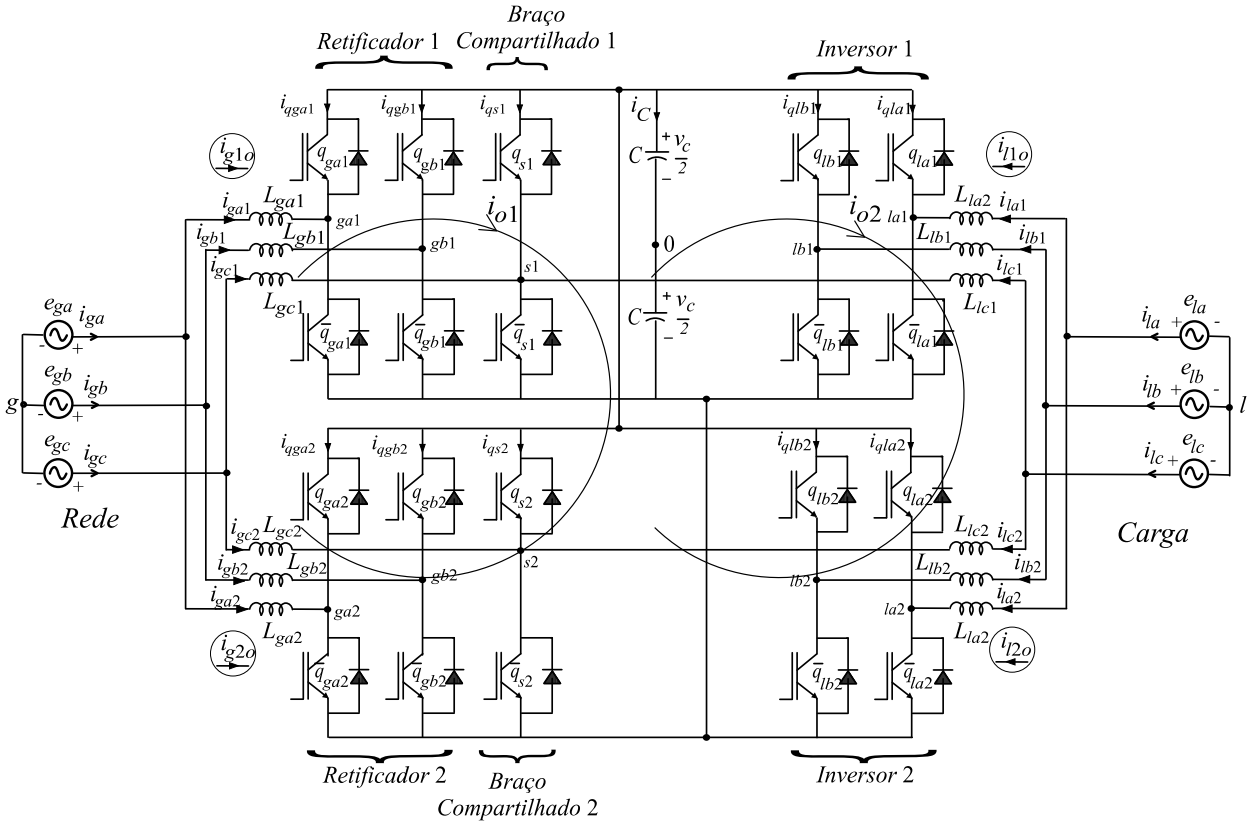 Braço
Compartilhado 1
Retificador 1
Inversor 1
i_qga1 i_qgb1 i_qs1 i_C i_qlb1 i_qla1
q_ga1 q_gb1 q_s1 C + v_c/2 - q_lb1 q_la1
i_g1o i_l1o
L_ga1 L_la2
i_ga1 ga1 i_o1 i_o2 la1 i_la1
i_gb1 L_gb1 gb1 0 lb1 L_lb1 i_lb1
i_gc1 s1 i_lc1
L_gc1 L_lc1
C + v_c/2 -
q̅_ga1 q̅_gb1 q̅_s1 q̅_lb1 q̅_la1
e_ga i_ga - + i_la + e_la -
e_gb i_gb - + i_lb + e_lb -
g l
e_gc i_gc - + i_lc + e_lc -
Rede
Carga
i_qga2 i_qgb2 i_qs2 i_qlb2 i_qla2
q_ga2 q_gb2 q_s2 q_lb2 q_la2
i_gc2 L_gc2 L_lc2 i_lc2
i_gb2 L_gb2 s2 L_lb2 i_lb2
gb2 lb2
i_ga2 ga2 la2 i_la2
L_ga2 L_la2
i_g2o i_l2o
q̅_ga2 q̅_gb2 q̅_s2 q̅_lb2 q̅_la2
Retificador 2
Braço
Compartilhado 2
Inversor 2